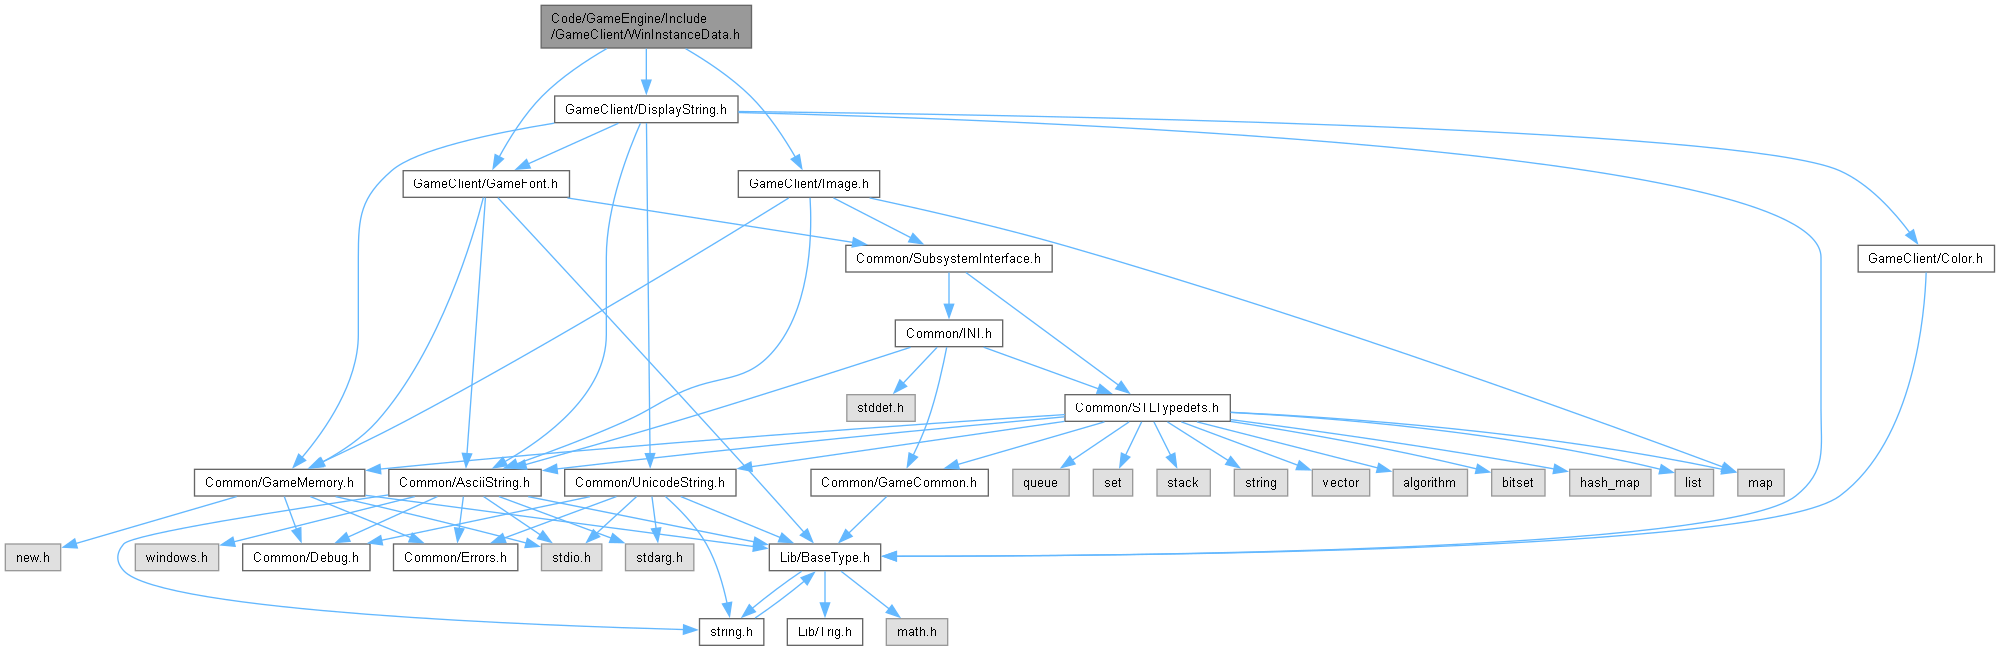 Code/GameEngine/Include
/GameClient/WinInstanceData.h
GameClient/DisplayString.h
GameClient/GameFont.h
GameClient/Image.h
Common/SubsystemInterface.h
GameClient/Color.h
Common/INI.h
stddef.h
Common/STLTypedefs.h
Common/GameMemory.h
Common/AsciiString.h
Common/UnicodeString.h
Common/GameCommon.h
queue
set
stack
string
vector
algorithm
bitset
hash_map
list
map
new.h
windows.h
Common/Debug.h
Common/Errors.h
stdio.h
stdarg.h
Lib/BaseType.h
string.h
Lib/Trig.h
math.h